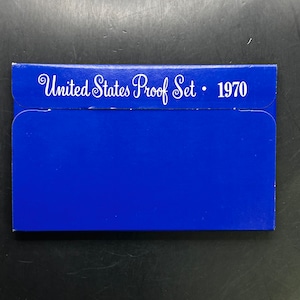 United States Proof Set • 1970